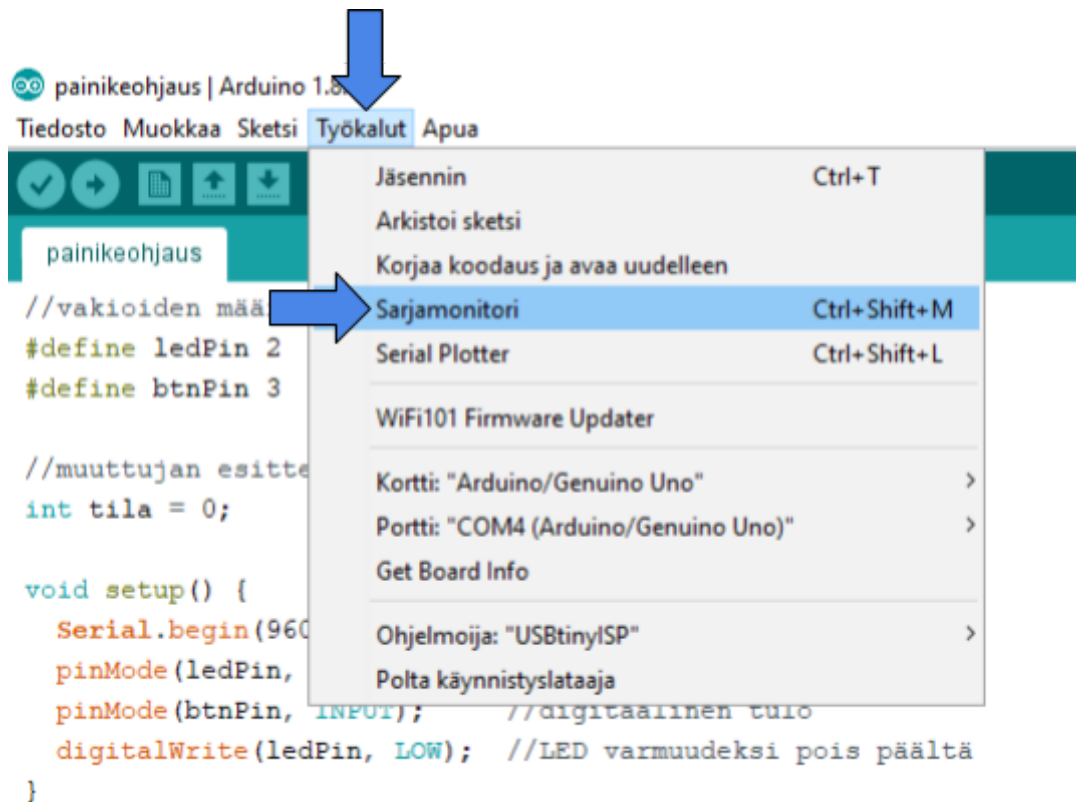 painikeohjaus | Arduino 1.8
Tiedosto Muokkaa Sketsi Työkalut Apua
Jäsennin Ctrl+T
Arkistoi sketsi
painikeohjaus
Korjaa koodaus ja avaa uudelleen
//vakioiden mää
Sarjamonitori Ctrl+Shift+M
#define ledPin 2
Serial Plotter Ctrl+Shift+L
#define btnPin 3
WiFi101 Firmware Updater
//muuttujan esitte
Kortti: "Arduino/Genuino Uno"
int tila = 0;
Portti: "COM4 (Arduino/Genuino Uno)"
Get Board Info
void setup() {
Serial.begin(960
Ohjelmoija: "USBtinyISP"
pinMode(ledPin,
Polta käynnistyslataaja
pinMode(btnPin, INPUT); //digitaalinen tulo
digitalWrite(ledPin, LOW); //LED varmuudeksi pois päältä
}